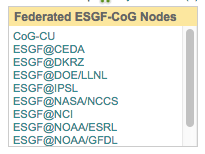 Federated ESGF-CoG Nodes
CoG-CU
ESGF@CEDA
ESGF@DKRZ
ESGF@DOE/LLNL
ESGF@IPSL
ESGF@NASA/NCCS
ESGF@NCI
ESGF@NOAA/ESRL
ESGF@NOAA/GFDL